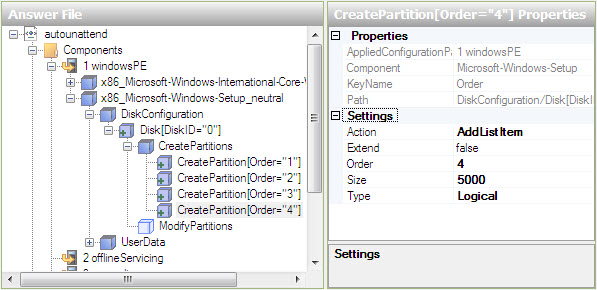 Answer File
autounattend
Components
1 windowsPE
x86_Microsoft-Windows-International-Core-
x86_Microsoft-Windows-Setup_neutral
DiskConfiguration
Disk[DiskID="0"]
CreatePartitions
CreatePartition[Order="1"]
CreatePartition[Order="2"]
CreatePartition[Order="3"]
CreatePartition[Order="4"]
ModifyPartitions
UserData
2 offlineServicing
CreatePartition[Order="4"] Properties
Properties
AppliedConfigurationPa 1 windowsPE
Component Microsoft-Windows-Setup
KeyName Order
Path DiskConfiguration/Disk[DiskI
Settings
Action AddListItem
Extend false
Order 4
Size 5000
Type Logical
Settings